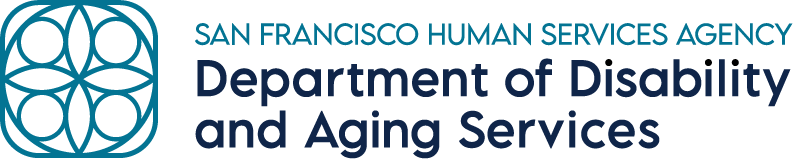 SAN FRANCISCO HUMAN SERVICES AGENCY
Department of Disability
and Aging Services